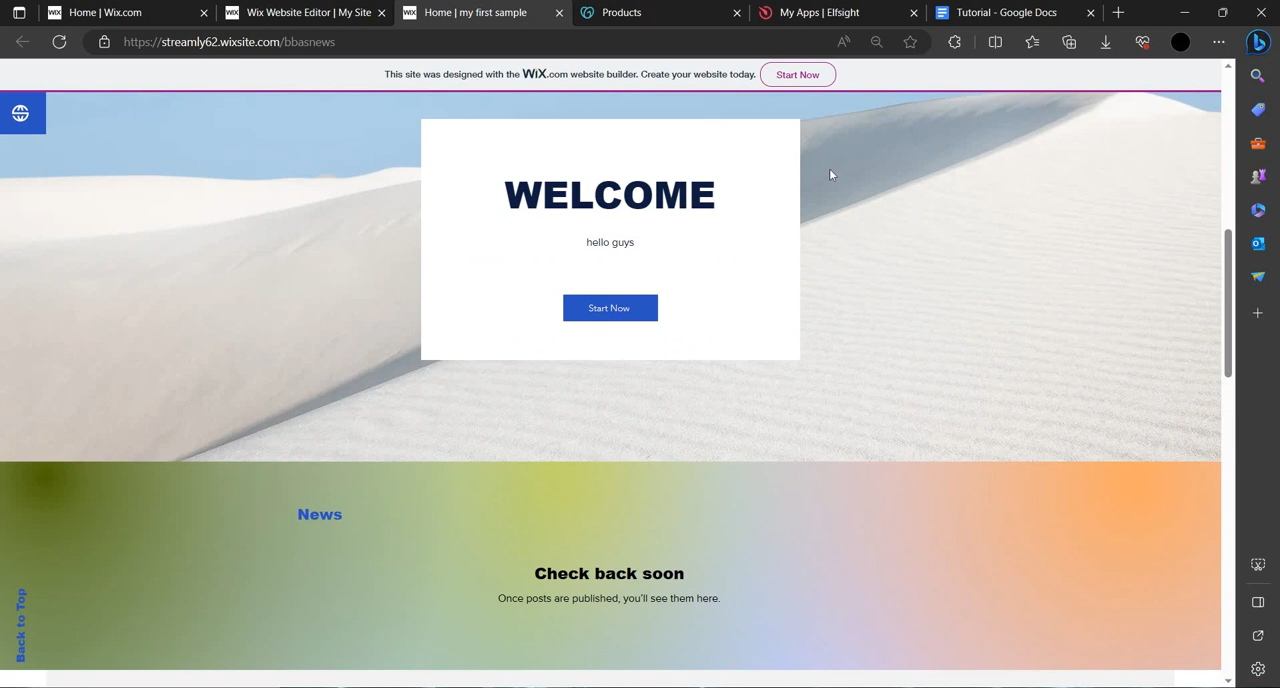 WIX Home | Wix.com
WIX Wix Website Editor | My Site
WIX Home | my first sample
Products
My Apps | Elfsight
Tutorial - Google Docs
https://streamly62.wixsite.com/bbasnews
This site was designed with the WiX.com website builder. Create your website today. Start Now
WELCOME
hello guys
Start Now
News
Check back soon
Once posts are published, you'll see them here.
Back to Top